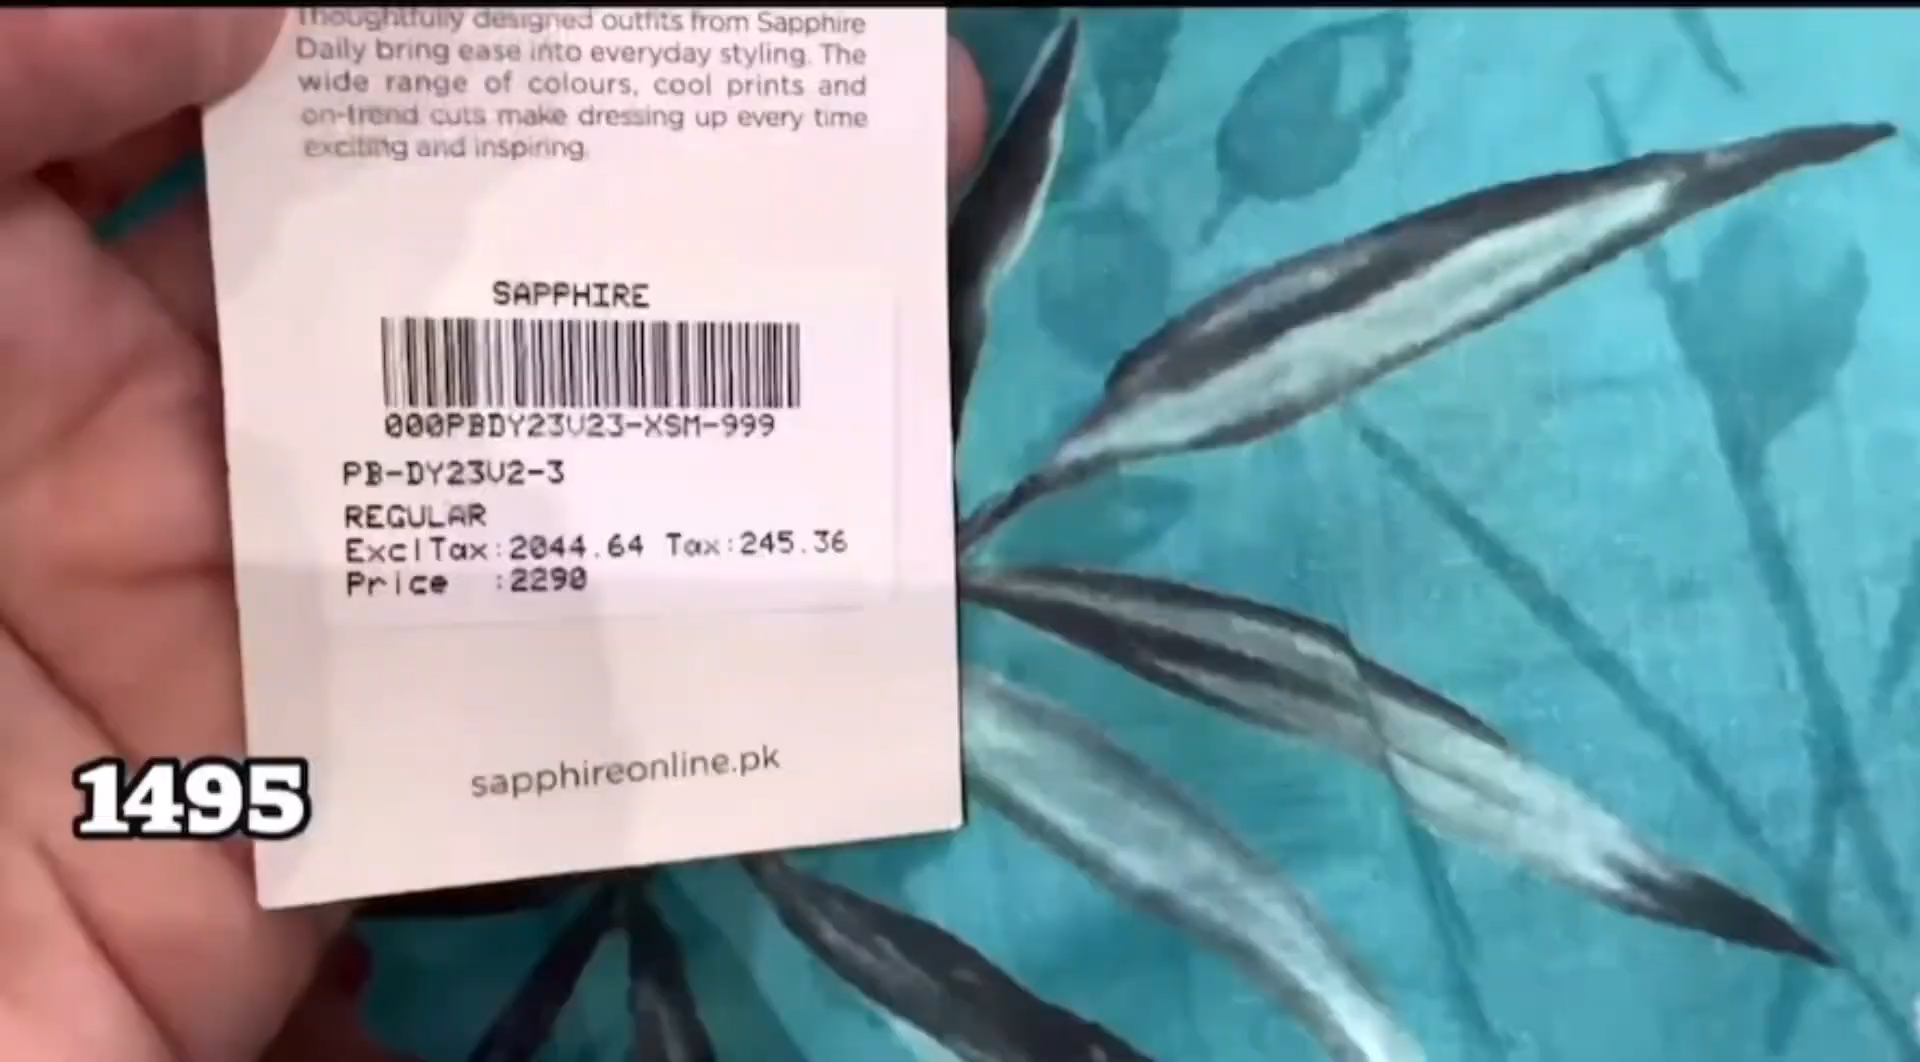 Thoughtfully designed outfits from Sapphire
Daily bring ease into everyday styling. The
wide range of colours, cool prints and
on-trend cuts make dressing up every time
exciting and inspiring.
SAPPHIRE
000PBDY23V23-XSM-999
PB-DY23V2-3
REGULAR
ExclTax:2044.64 Tax:245.36
Price :2290
1495
sapphireonline.pk